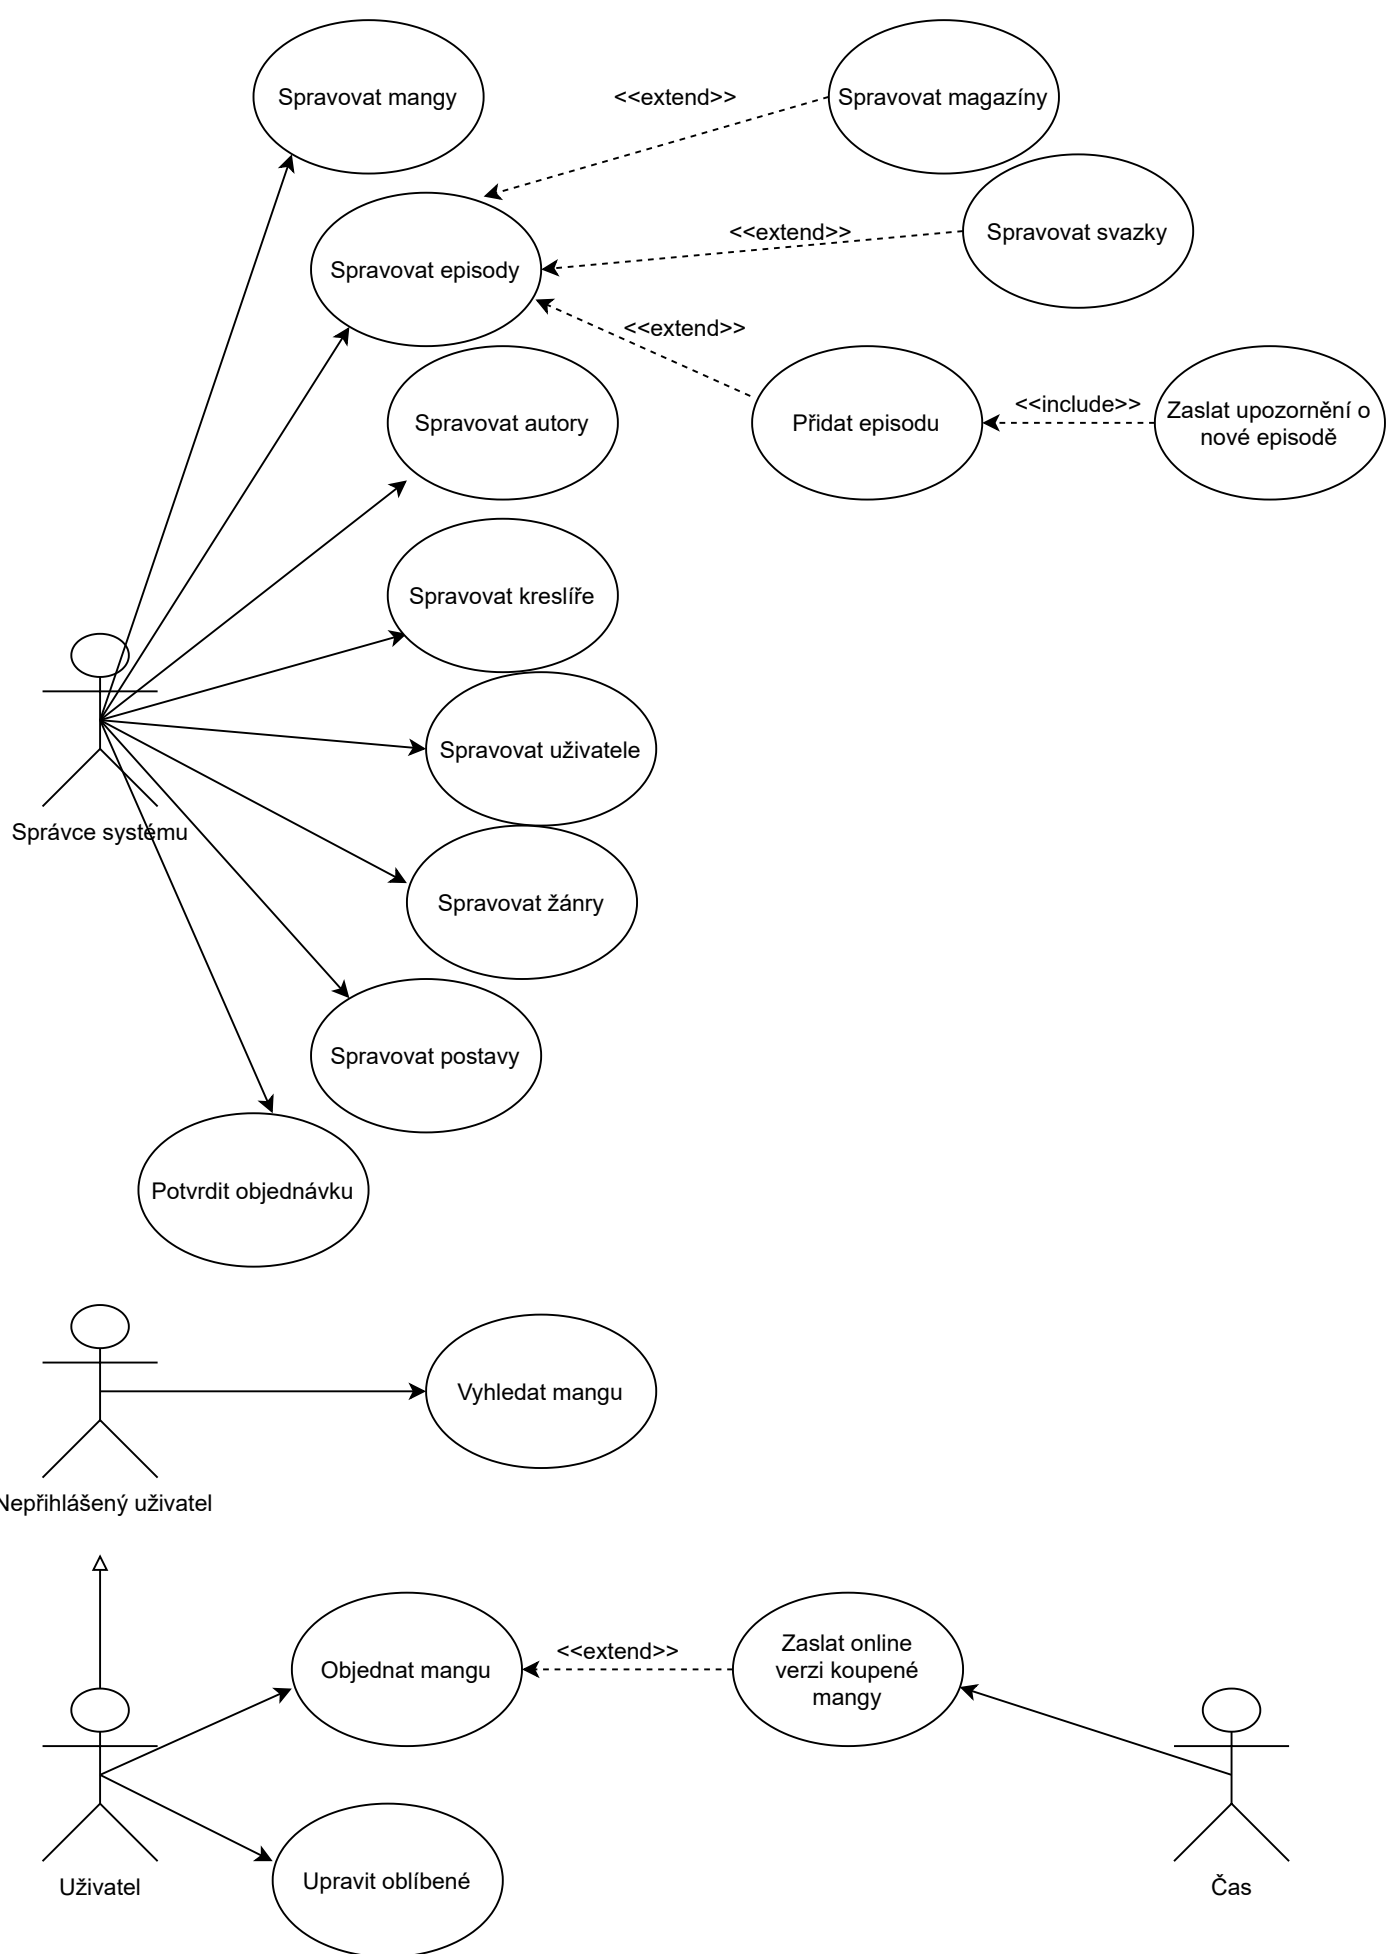 Spravovat mangy
<<extend>>
Spravovat magazíny
<<extend>>
Spravovat svazky
Spravovat episody
<<extend>>
Spravovat autory
Přidat episodu
<<include>>
Zaslat upozornění o
nové episodě
Spravovat kreslíře
Spravovat uživatele
Správce systému
Spravovat žánry
Spravovat postavy
Potvrdit objednávku
Vyhledat mangu
Nepřihlášený uživatel
Objednat mangu
<<extend>>
Zaslat online
verzi koupené
mangy
Upravit oblíbené
Uživatel
Čas